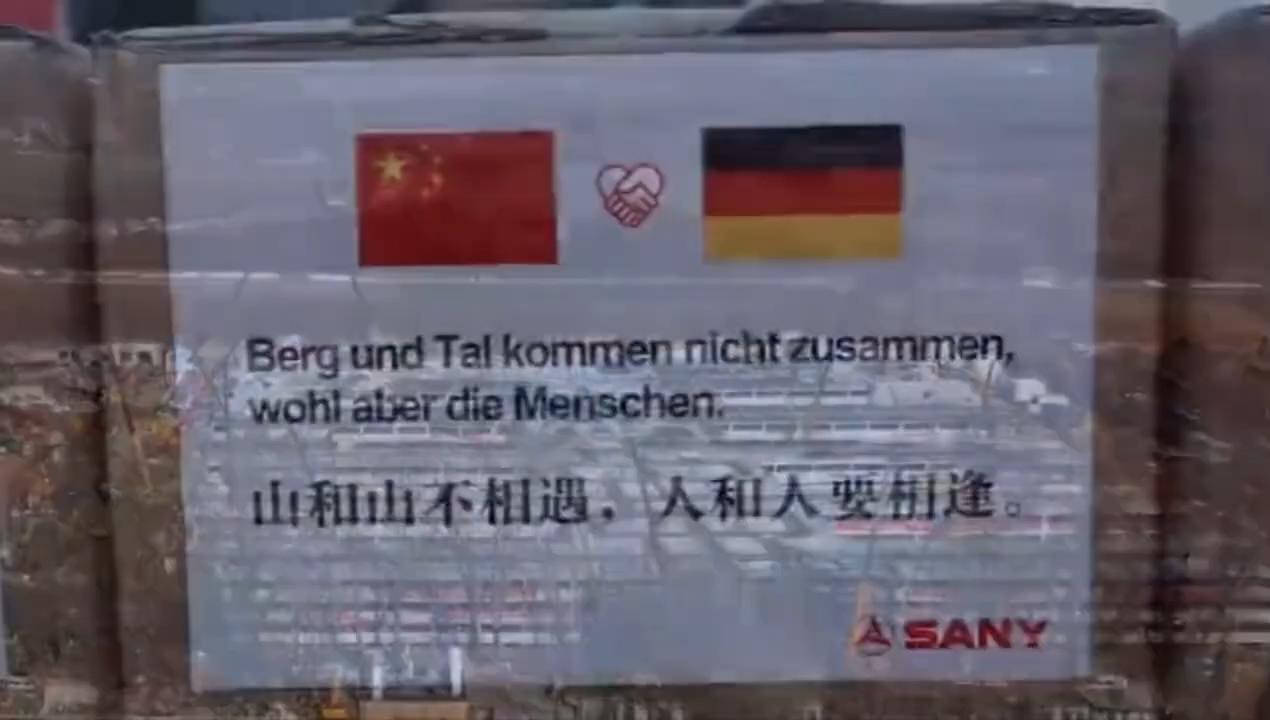 Berg und Tal kommen nicht zusammen,
wohl aber die Menschen.
山和山不相遇，人和人要相逢。
SANY